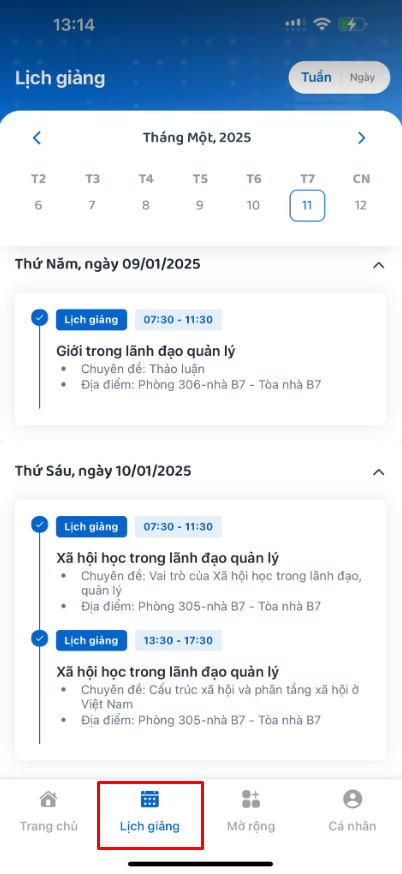 13:14
Lịch giảng
Tuần Ngày
Tháng Một, 2025
T2 T3 T4 T5 T6 T7 CN
6 7 8 9 10 11 12
Thứ Năm, ngày 09/01/2025
Lịch giảng 07:30 - 11:30
Giới trong lãnh đạo quản lý
Chuyên đề: Thảo luận
Địa điểm: Phòng 306-nhà B7 - Tòa nhà B7
Thứ Sáu, ngày 10/01/2025
Lịch giảng 07:30 - 11:30
Xã hội học trong lãnh đạo quản lý
Chuyên đề: Vai trò của Xã hội học trong lãnh đạo,
quản lý
Địa điểm: Phòng 305-nhà B7 - Tòa nhà B7
Lịch giảng 13:30 - 17:30
Xã hội học trong lãnh đạo quản lý
Chuyên đề: Cấu trúc xã hội và phân tầng xã hội ở
Việt Nam
Địa điểm: Phòng 305-nhà B7 - Tòa nhà B7
Trang chủ Lịch giảng Mở rộng Cá nhân